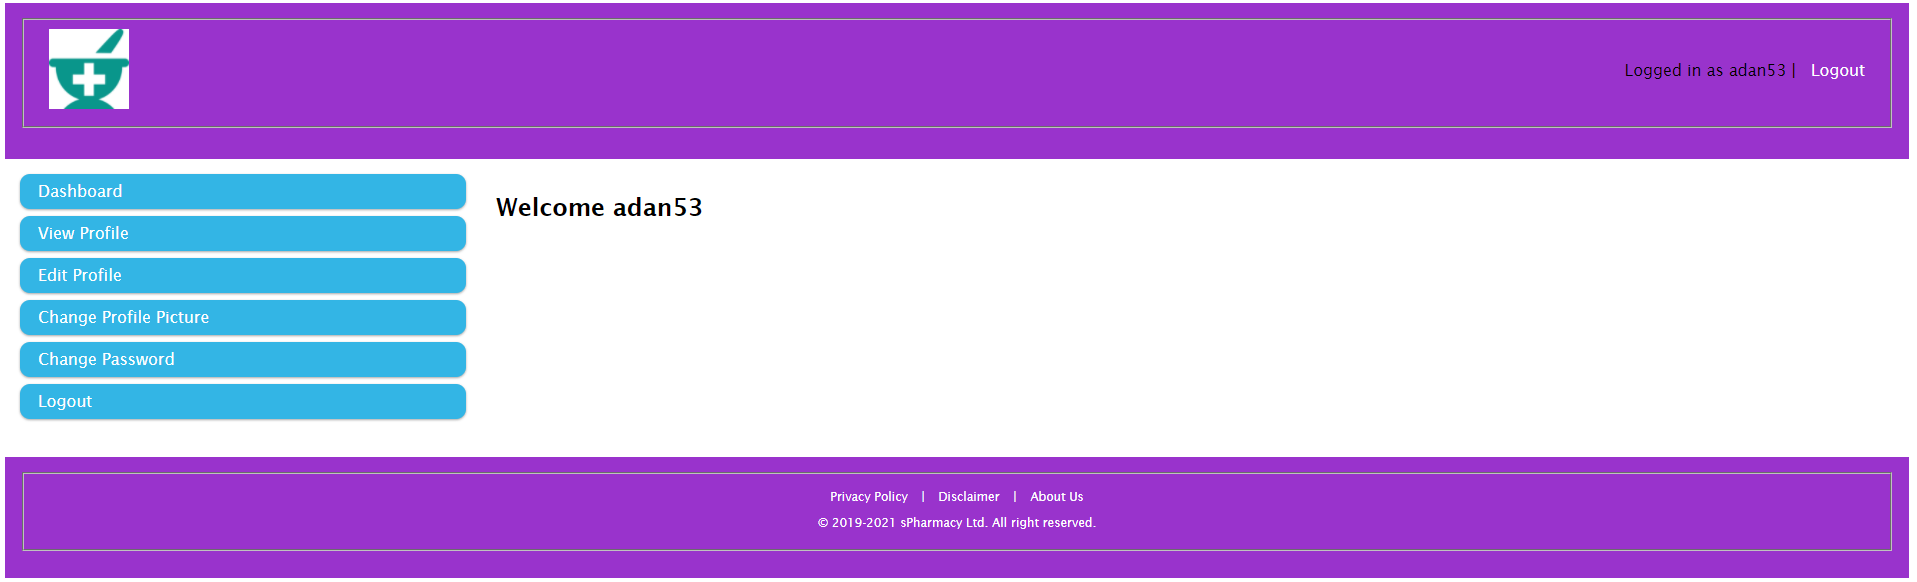 Logged in as adan53 | Logout
Dashboard
View Profile
Edit Profile
Change Profile Picture
Change Password
Logout
Welcome adan53
Privacy Policy | Disclaimer | About Us
© 2019-2021 sPharmacy Ltd. All right reserved.